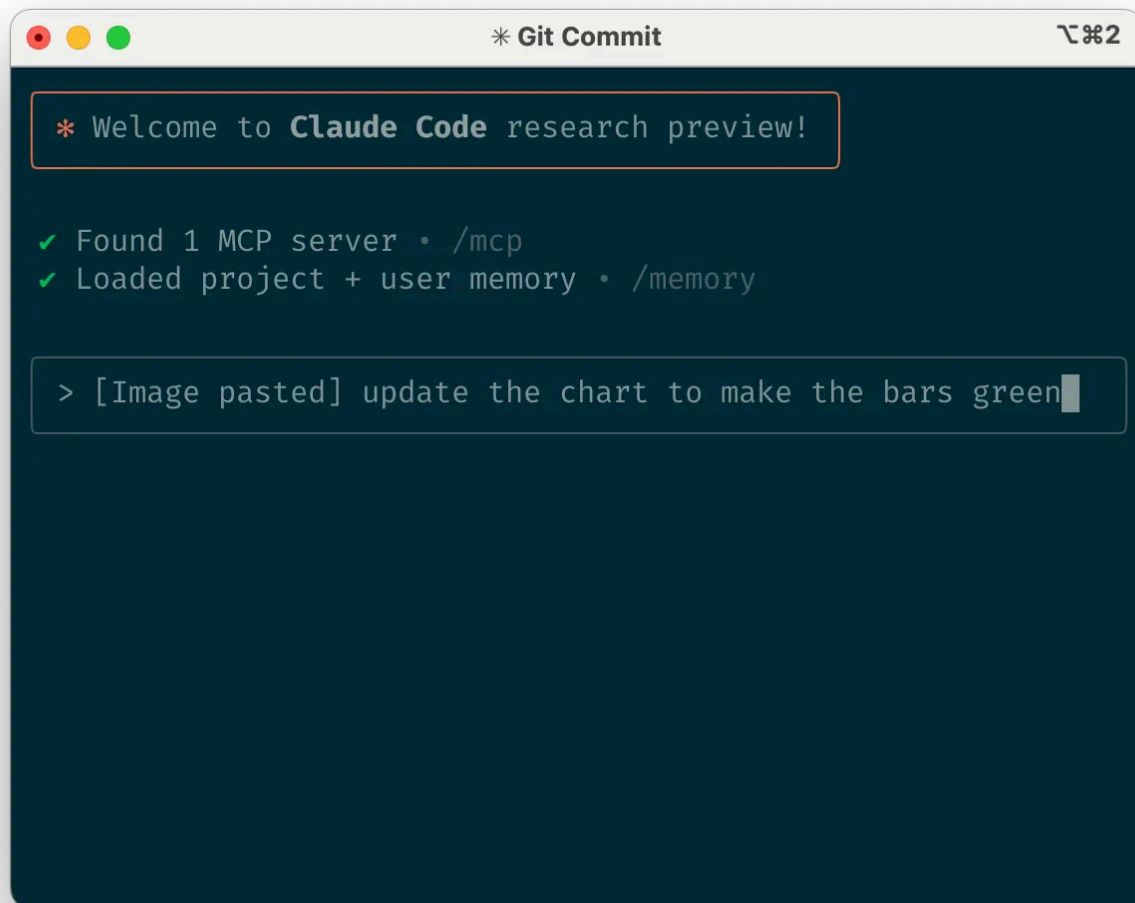 ✳ Git Commit ⌥⌘2
* Welcome to Claude Code research preview!
✔ Found 1 MCP server • /mcp
✔ Loaded project + user memory • /memory
> [Image pasted] update the chart to make the bars green